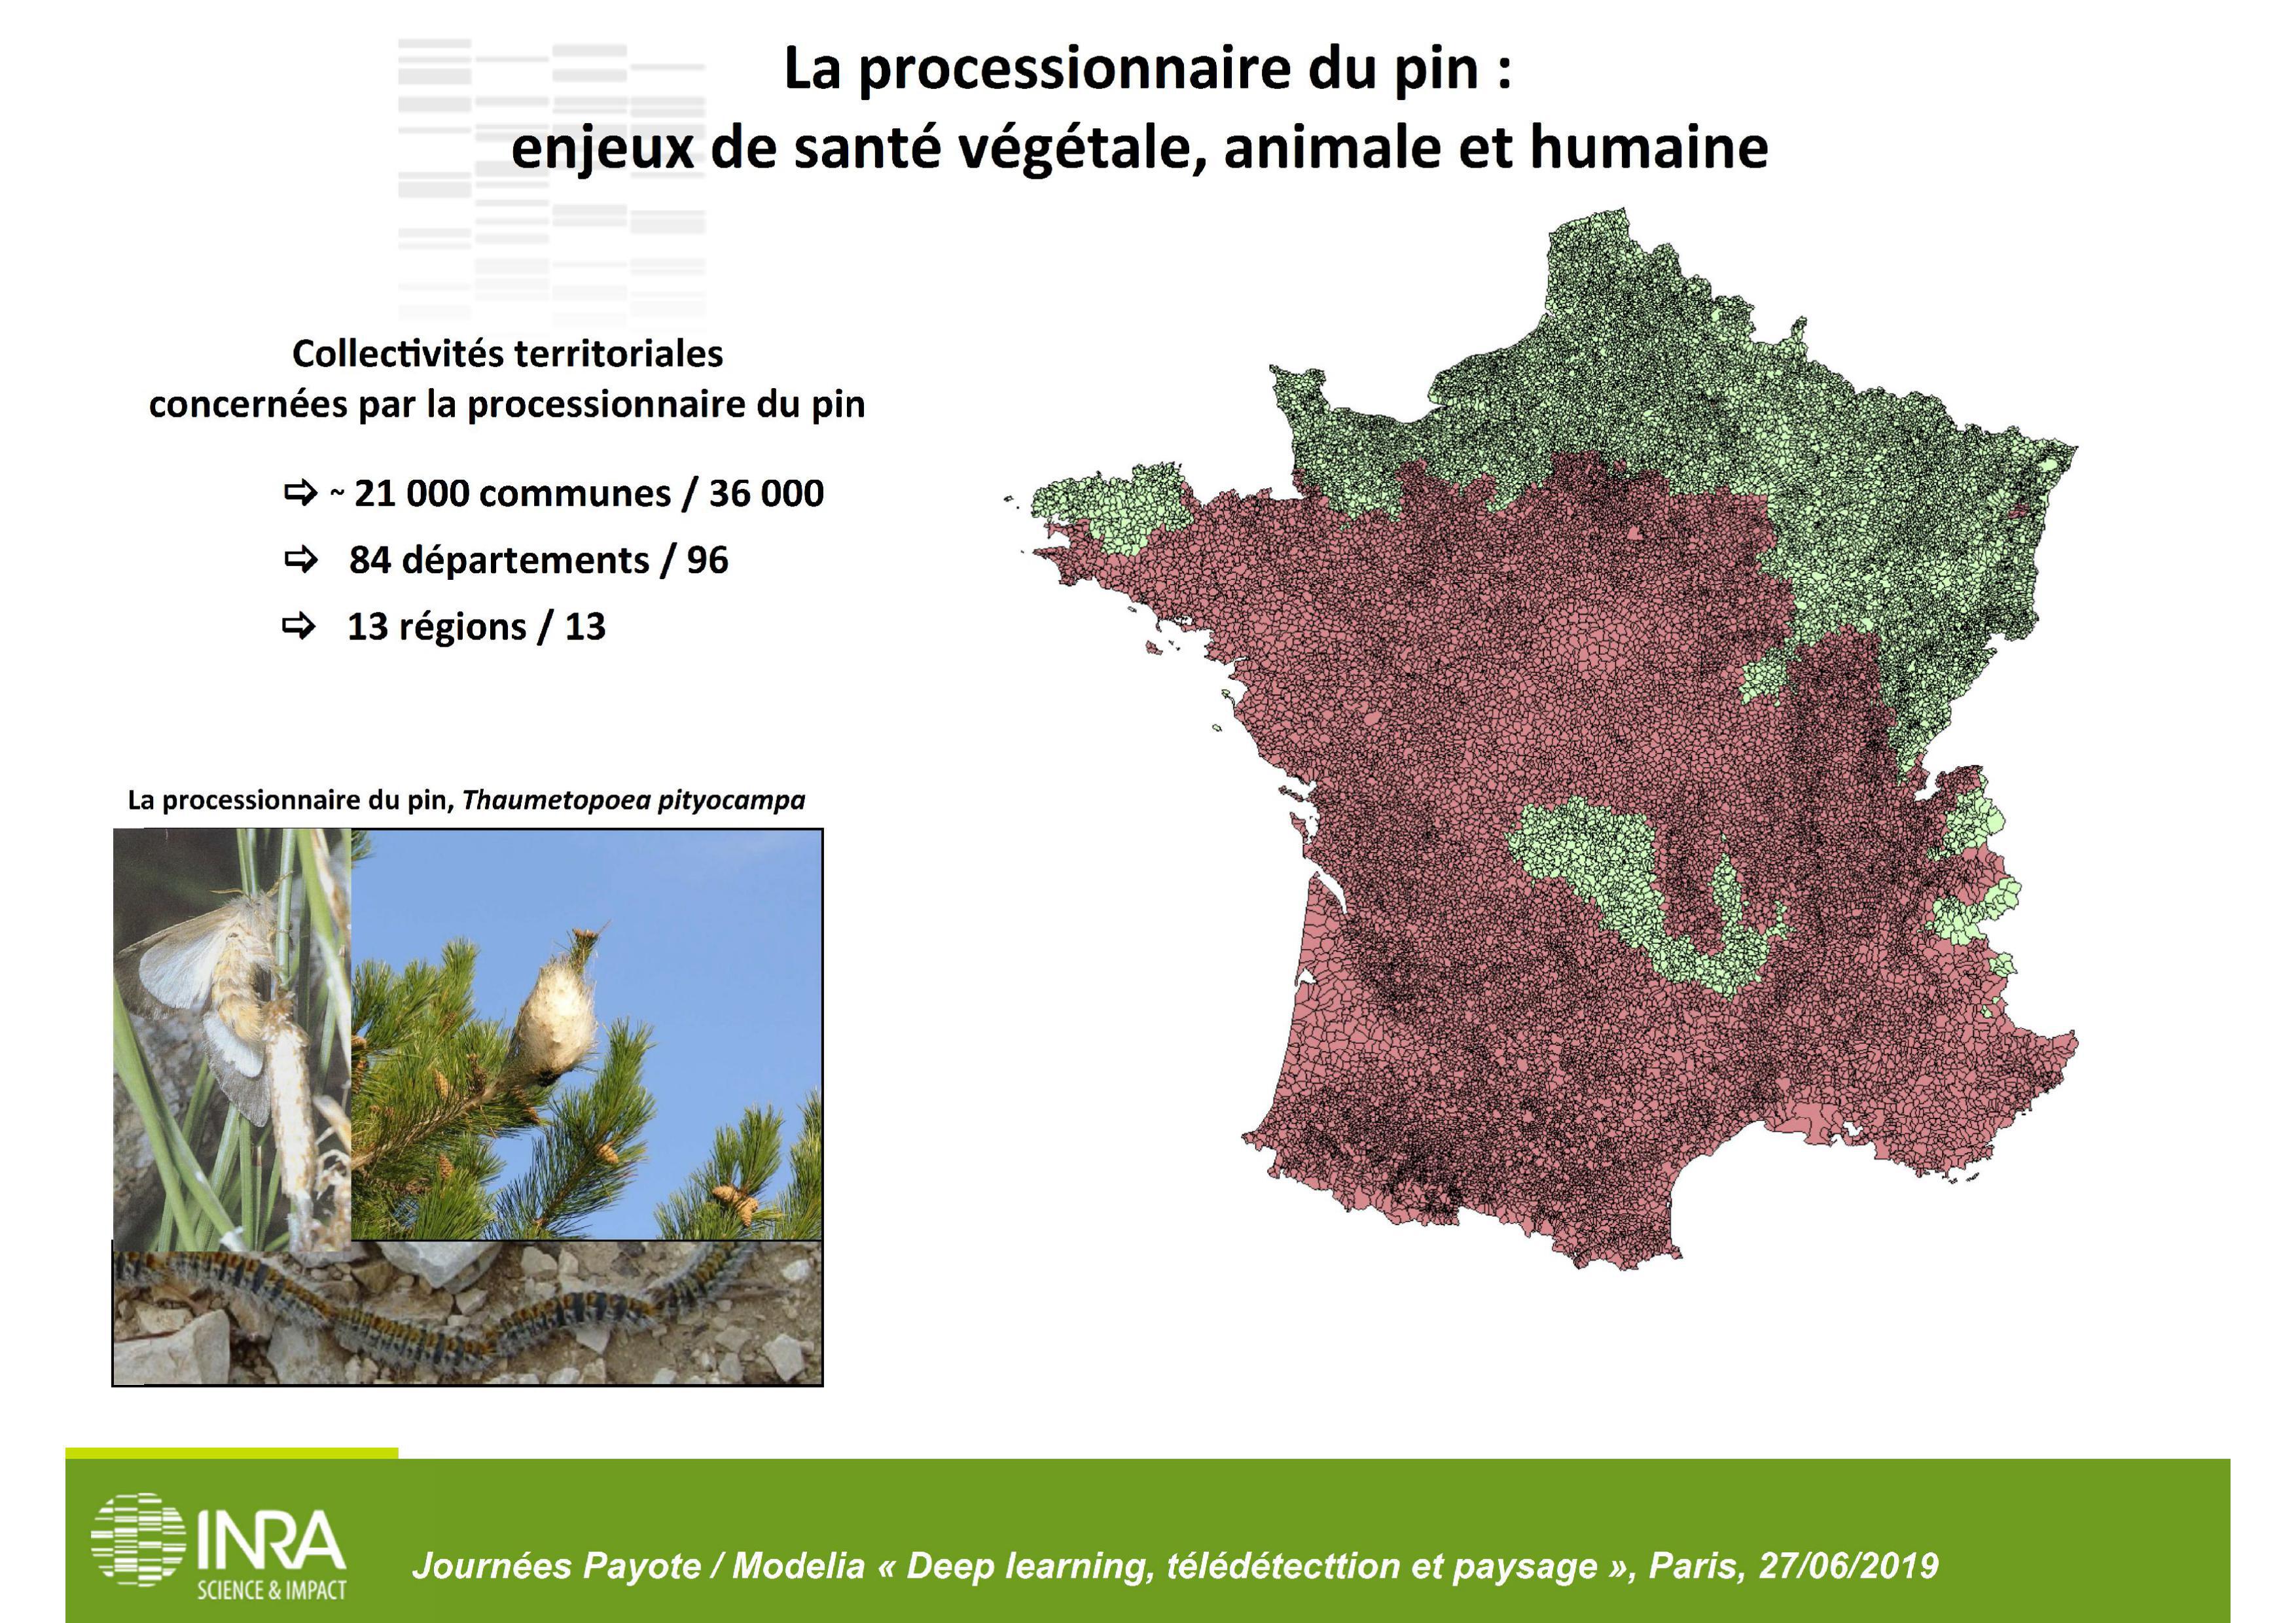 La processionnaire du pin :
enjeux de santé végétale, animale et humaine
Collectivités territoriales
concernées par la processionnaire du pin
⇨ ~ 21 000 communes / 36 000
⇨ 84 départements / 96
⇨ 13 régions / 13
La processionnaire du pin, Thaumetopoea pityocampa
INRA
SCIENCE & IMPACT
Journées Payote / Modelia « Deep learning, télédétecttion et paysage », Paris, 27/06/2019